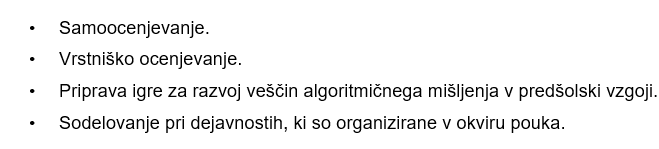 • Samoocenjevanje.
• Vrstniško ocenjevanje.
• Priprava igre za razvoj veščin algoritmičnega mišljenja v predšolski vzgoji.
• Sodelovanje pri dejavnostih, ki so organizirane v okviru pouka.